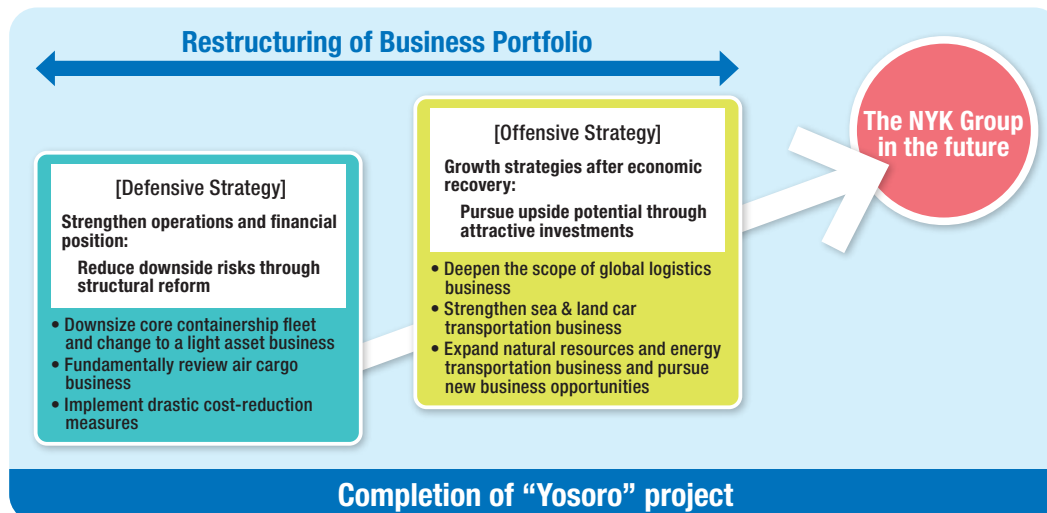 Restructuring of Business Portfolio
The NYK Group
in the future
[Defensive Strategy]
Strengthen operations and financial
position:
Reduce downside risks through
structural reform
• Downsize core containership fleet
and change to a light asset business
• Fundamentally review air cargo
business
• Implement drastic cost-reduction
measures
[Offensive Strategy]
Growth strategies after economic
recovery:
Pursue upside potential through
attractive investments
• Deepen the scope of global logistics
business
• Strengthen sea & land car
transportation business
• Expand natural resources and energy
transportation business and pursue
new business opportunities
Completion of “Yosoro” project